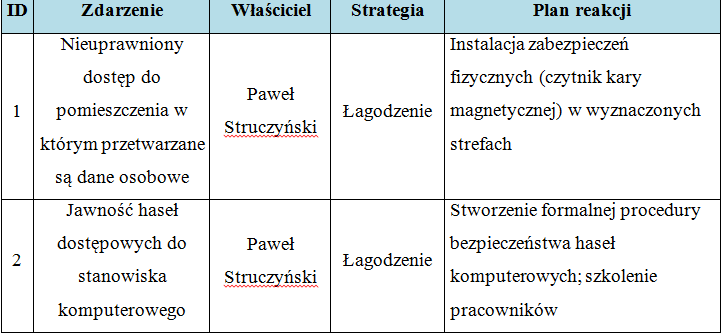 ID Zdarzenie Właściciel Strategia Plan reakcji
1
Nieuprawniony
dostęp do
pomieszczenia w
którym przetwarzane
są dane osobowe
Paweł
Struczyński
Łagodzenie
Instalacja zabezpieczeń
fizycznych (czytnik kary
magnetycznej) w wyznaczonych
strefach
2
Jawność haseł
dostępowych do
stanowiska
komputerowego
Paweł
Struczyński
Łagodzenie
Stworzenie formalnej procedury
bezpieczeństwa haseł
komputerowych; szkolenie
pracowników